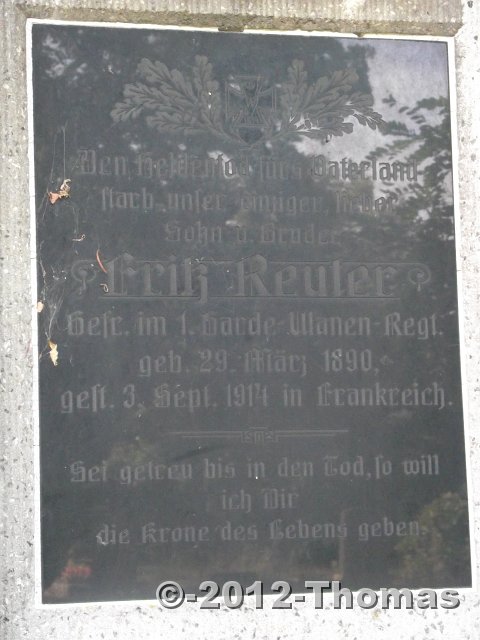 Den Heldentod fürs Vaterland
starb unser einziger lieber
Sohn u. Bruder
Fritz Reuter
Gefr. im 1. Garde-Ulanen-Regt.
geb. 29. März 1890,
gest. 3. Sept. 1914 in Frankreich.
Sei getreu bis in den Tod, so will
ich Dir
die Krone des Lebens geben.
©-2012-Thomas